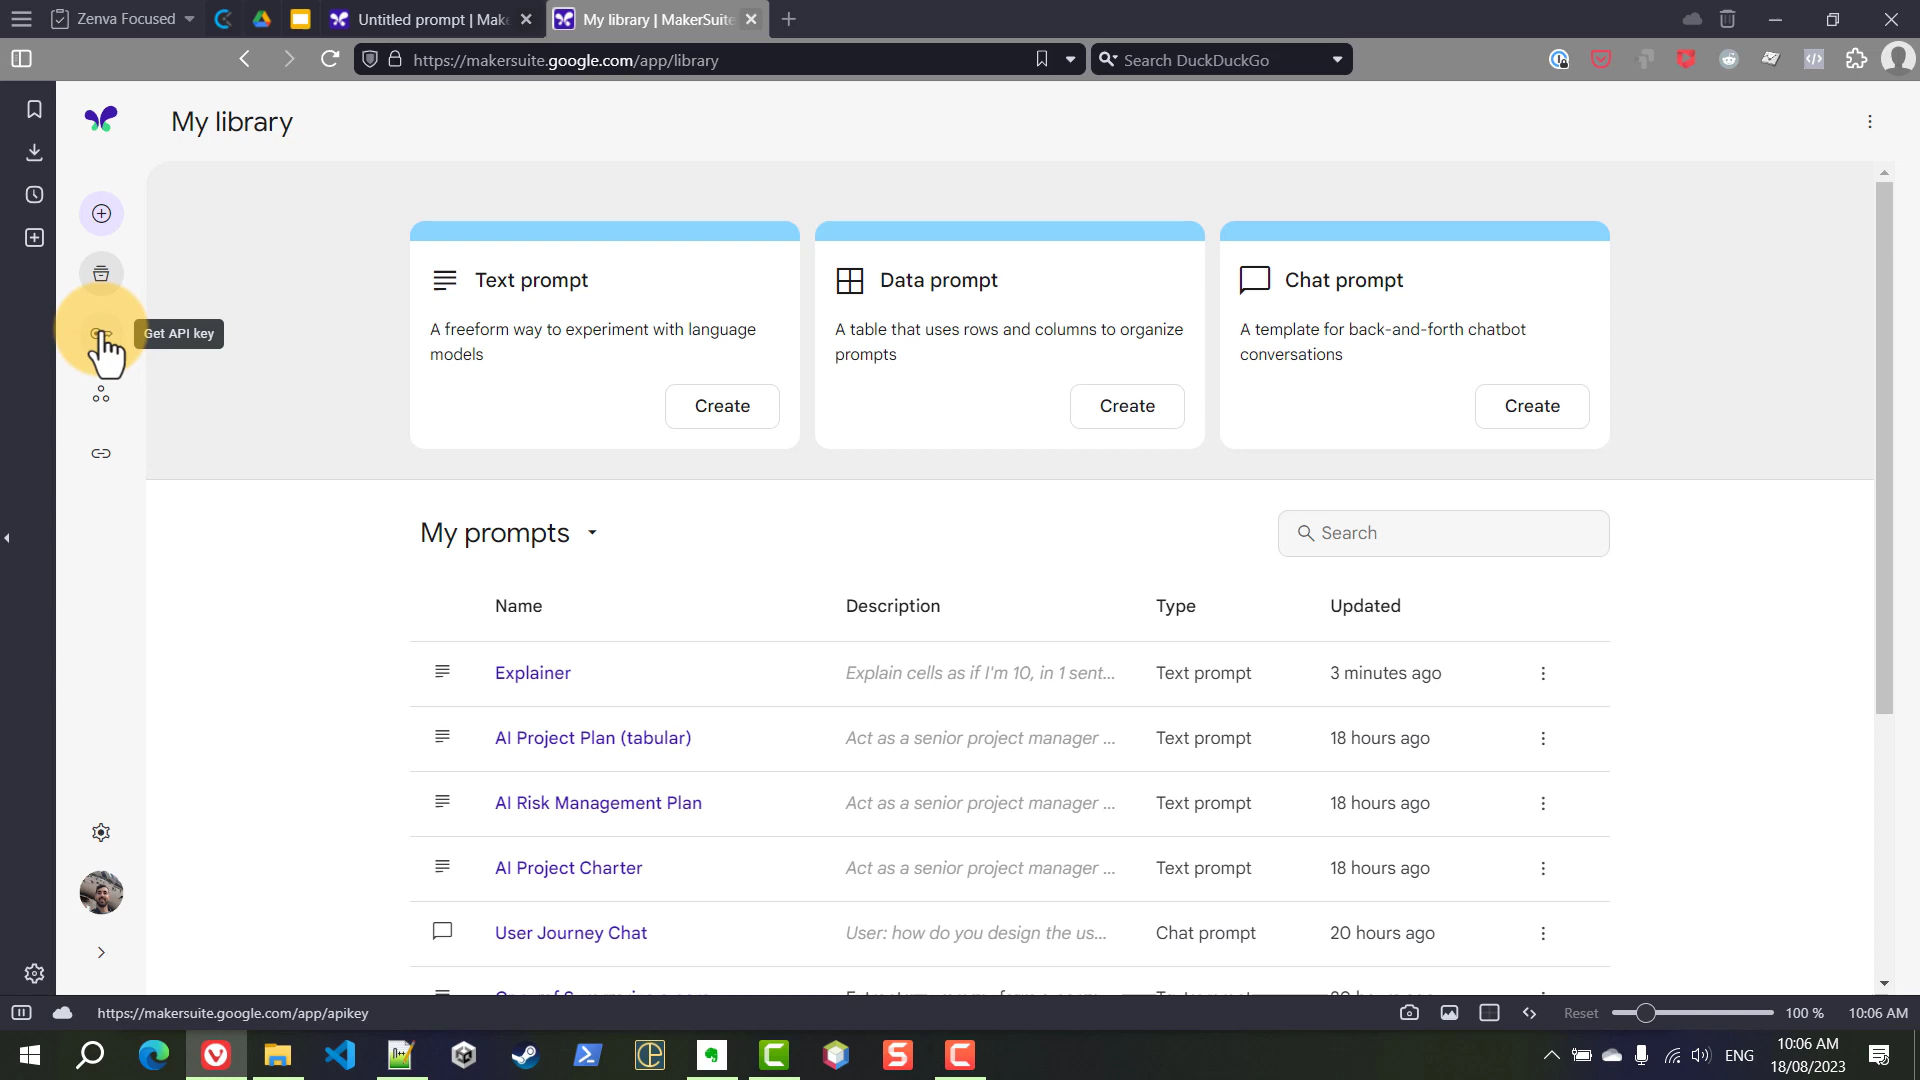 Zenva Focused
Untitled prompt | Make
My library | MakerSuite
https://makersuite.google.com/app/library
Search DuckDuckGo
My library
Get API key
Text prompt
A freeform way to experiment with language
models
Create
Data prompt
A table that uses rows and columns to organize
prompts
Create
Chat prompt
A template for back-and-forth chatbot
conversations
Create
My prompts
Search
Name Description Type Updated
Explainer Explain cells as if I'm 10, in 1 sent... Text prompt 3 minutes ago
AI Project Plan (tabular) Act as a senior project manager ... Text prompt 18 hours ago
AI Risk Management Plan Act as a senior project manager ... Text prompt 18 hours ago
AI Project Charter Act as a senior project manager ... Text prompt 18 hours ago
User Journey Chat User: how do you design the us... Chat prompt 20 hours ago
https://makersuite.google.com/app/apikey
Reset
100 %
10:06 AM
ENG
10:06 AM
18/08/2023